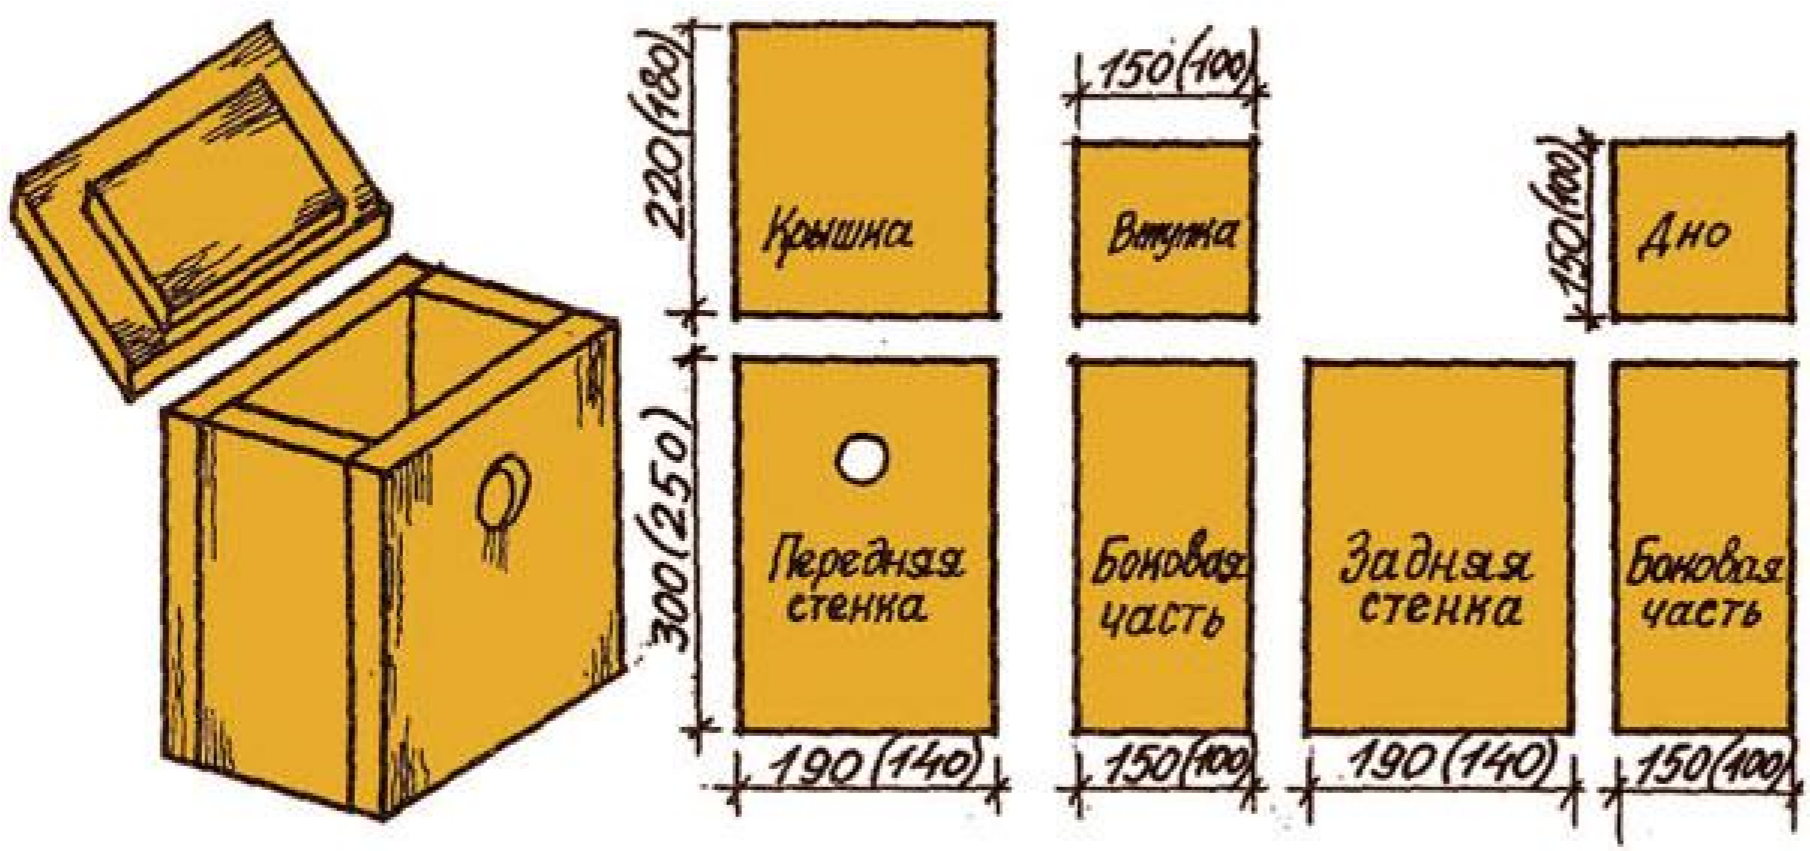 220(180)
Крышка
150(100)
Втулка
150(100)
Дно
300(250)
Передняя
стенка
Боковая
часть
Задняя
стенка
Боковая
часть
190(140)
150(100)
190(140)
150(100)